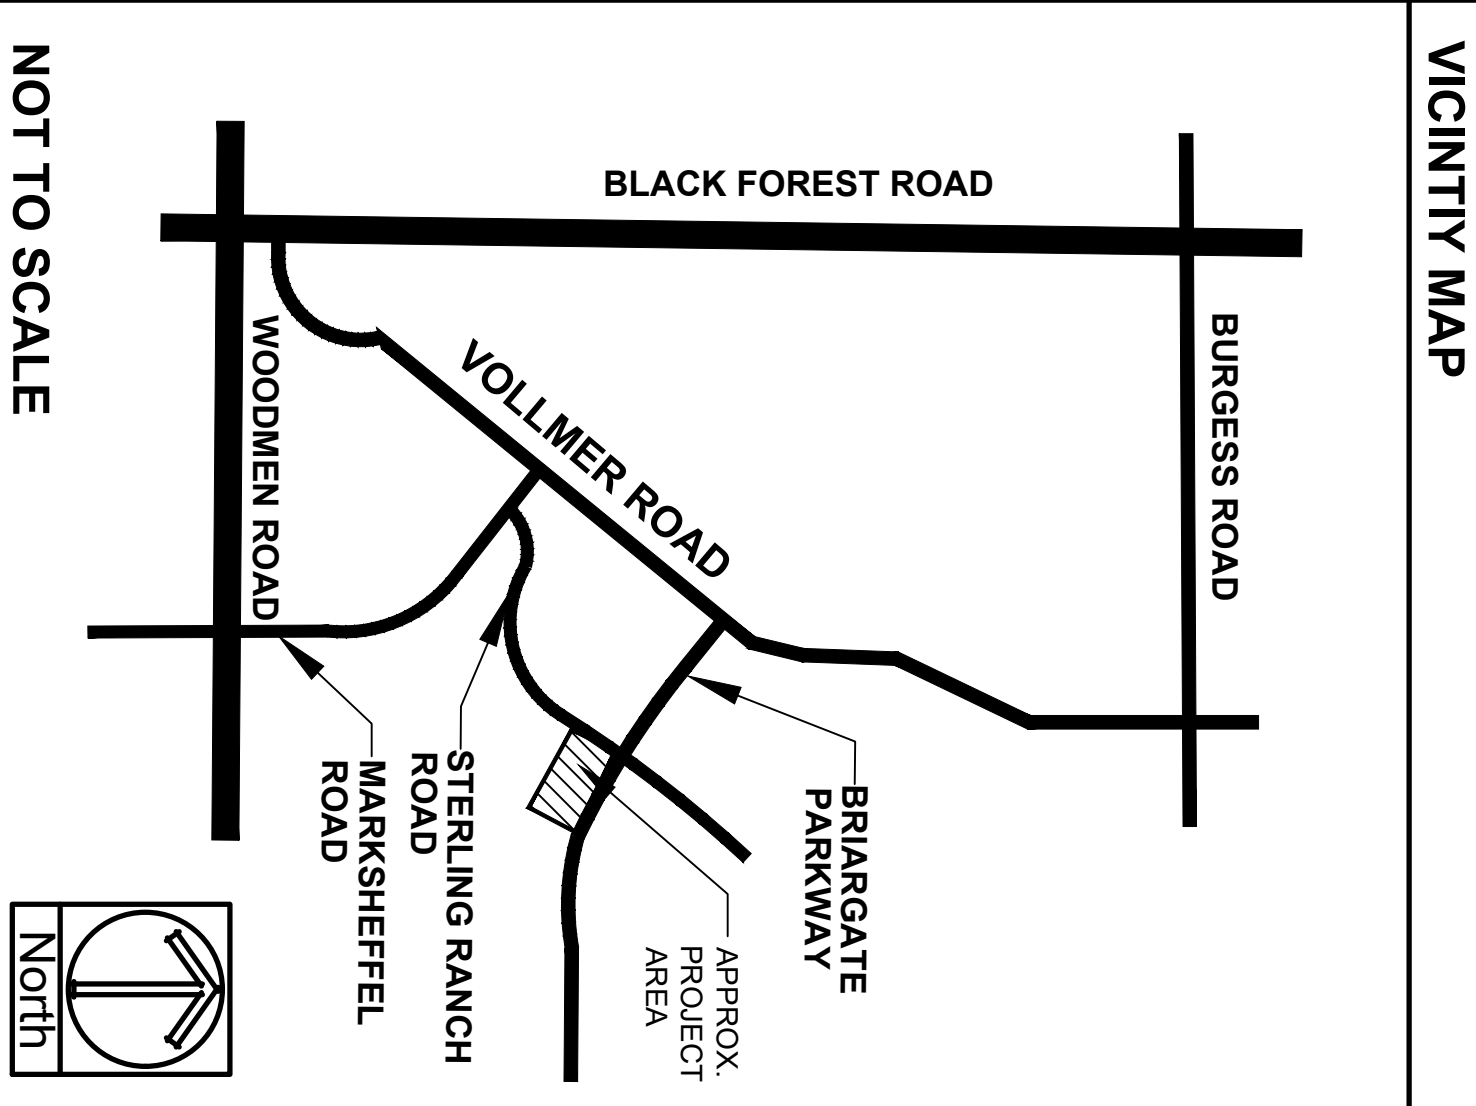 VICINTIY MAP
BURGESS ROAD
BLACK FOREST ROAD
VOLLMER ROAD
WOODMEN ROAD
BRIARGATE
PARKWAY
APPROX.
PROJECT
AREA
STERLING RANCH
ROAD
MARKSHEFFEL
ROAD
NOT TO SCALE
North